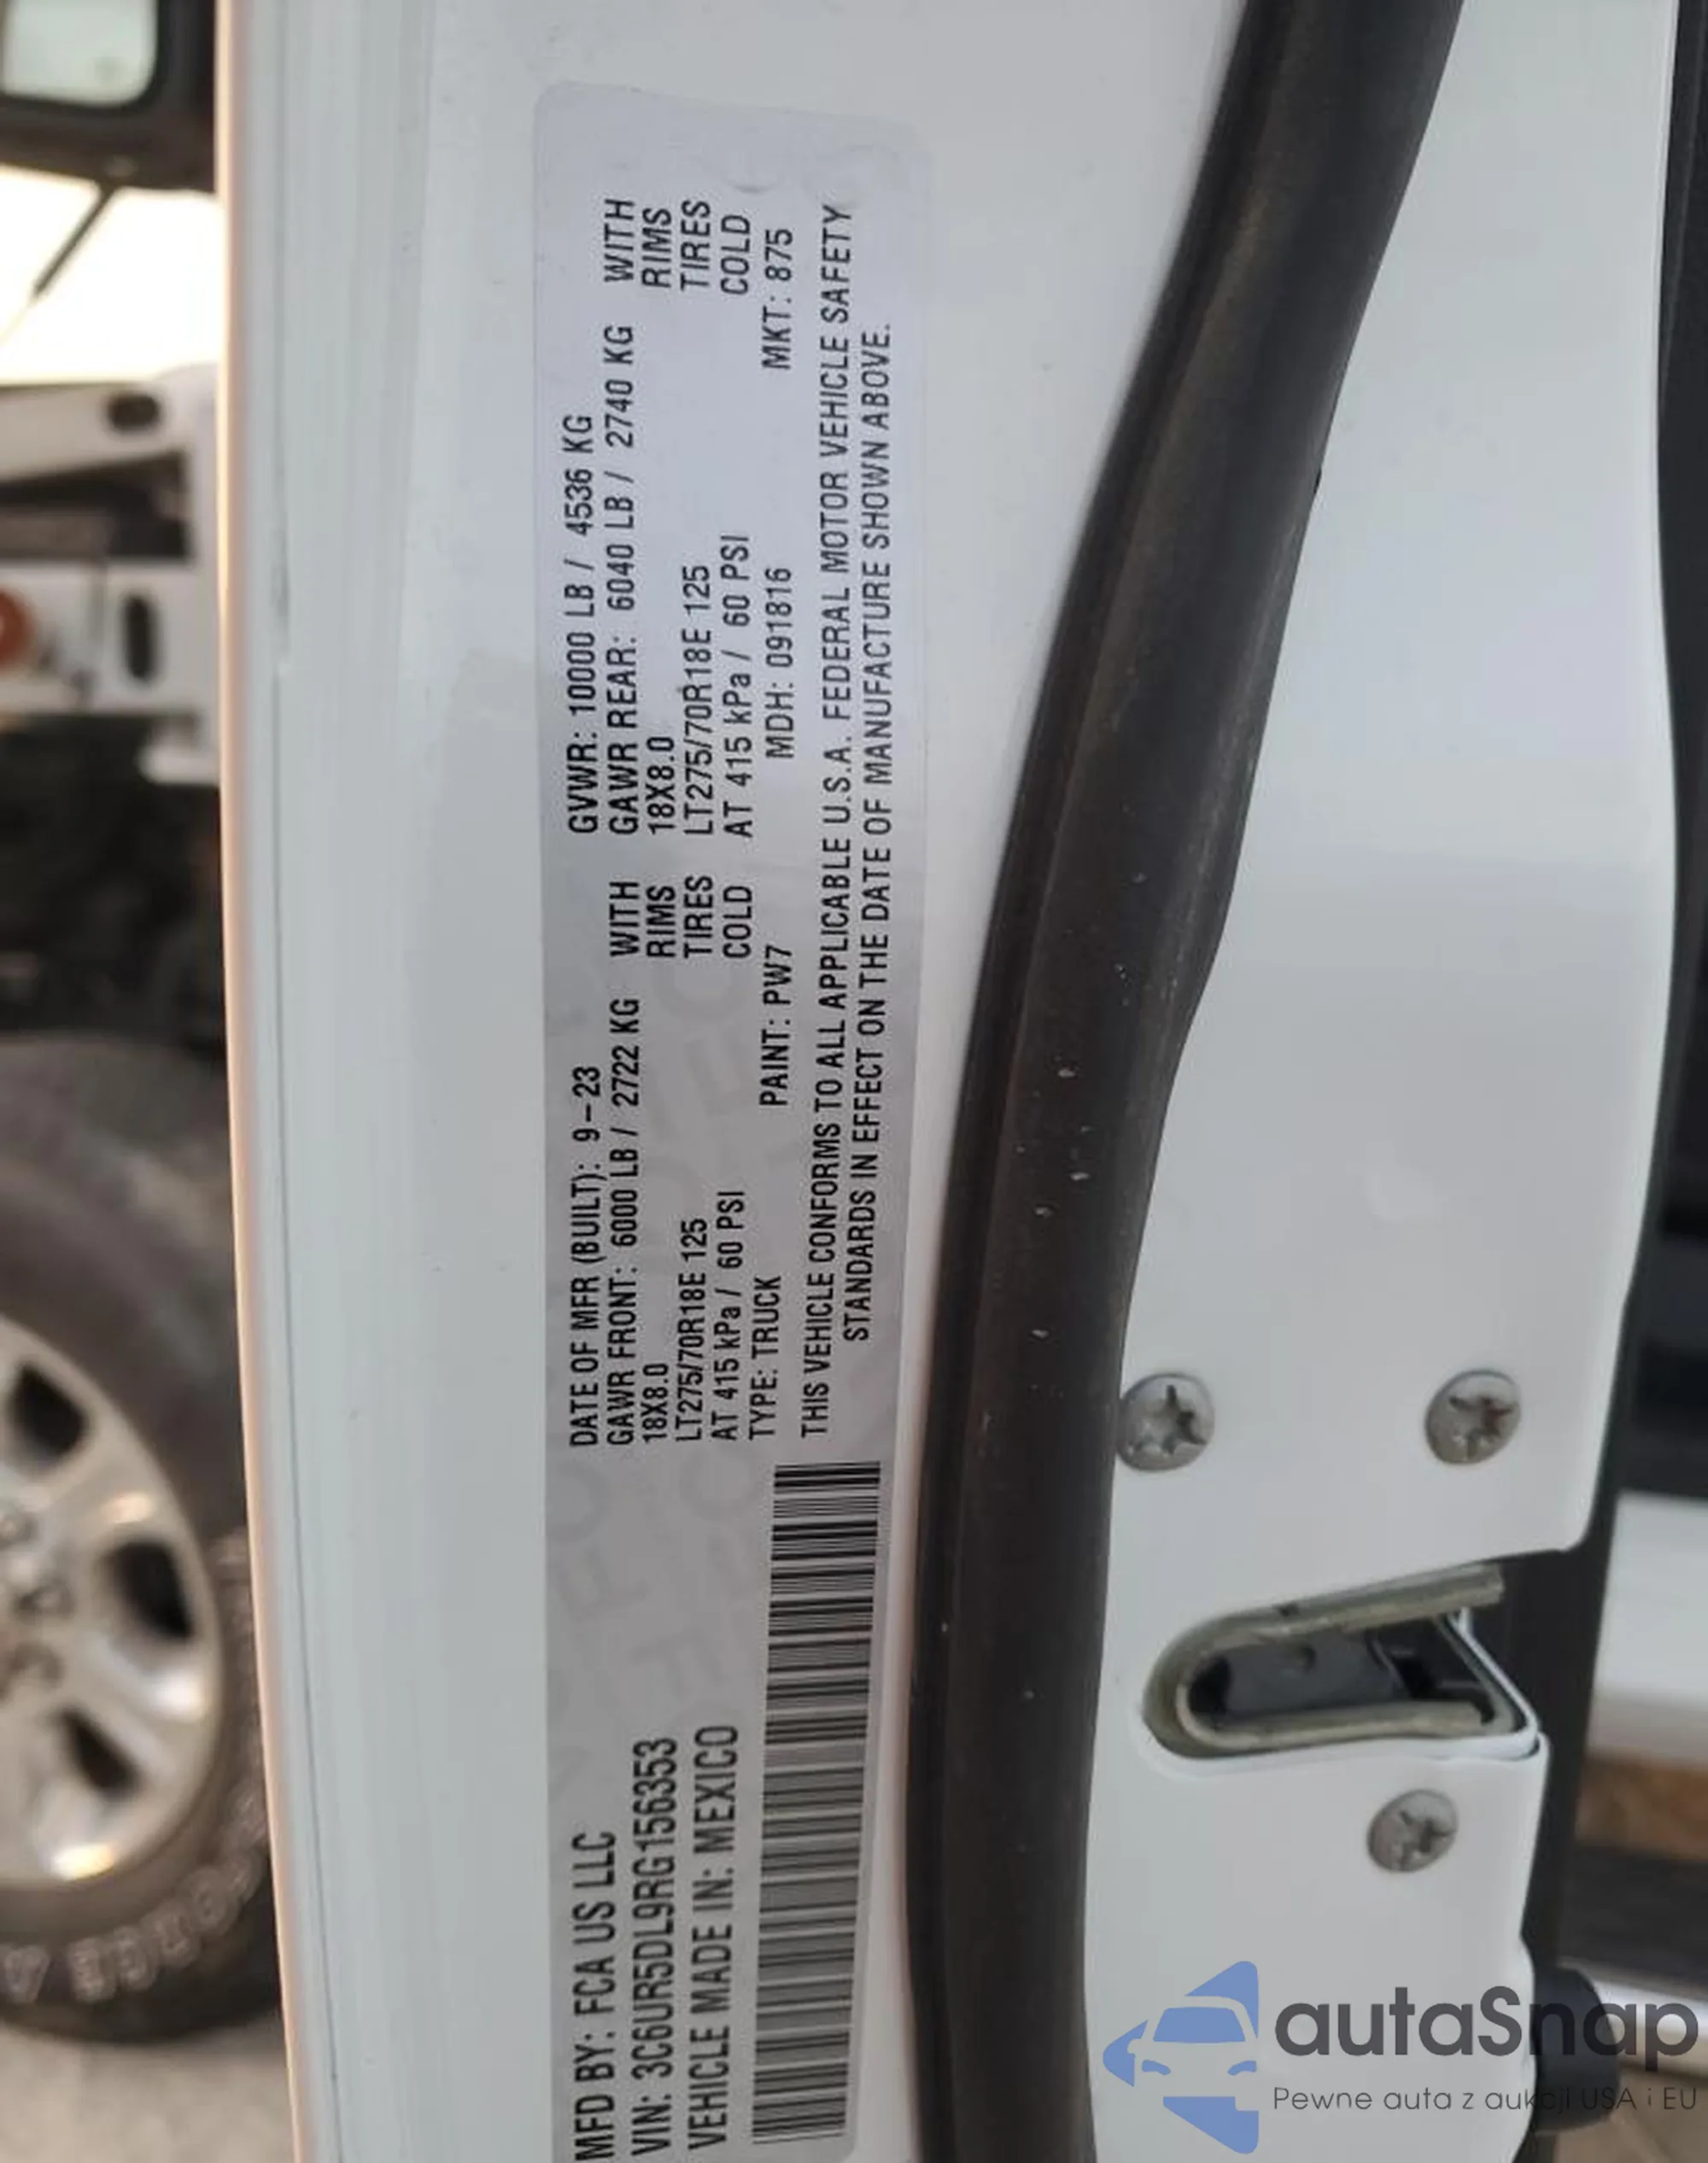 MFD BY: FCA US LLC
VIN: 3C6UR5DL9RG156353
VEHICLE MADE IN: MEXICO
DATE OF MFR (BUILT): 9-23 GVWR: 10000 LB / 4536 KG
GAWR FRONT: 6000 LB / 2722 KG WITH GAWR REAR: 6040 LB / 2740 KG WITH
18X8.0 RIMS 18X8.0 RIMS
LT275/70R18E 125 TIRES LT275/70R18E 125 TIRES
AT 415 kPa / 60 PSI COLD AT 415 kPa / 60 PSI COLD
TYPE: TRUCK PAINT: PW7 MDH: 091816 MKT: 875
THIS VEHICLE CONFORMS TO ALL APPLICABLE U.S.A. FEDERAL MOTOR VEHICLE SAFETY
STANDARDS IN EFFECT ON THE DATE OF MANUFACTURE SHOWN ABOVE.
autaSnap
Pewne auta z aukcji USA i EU